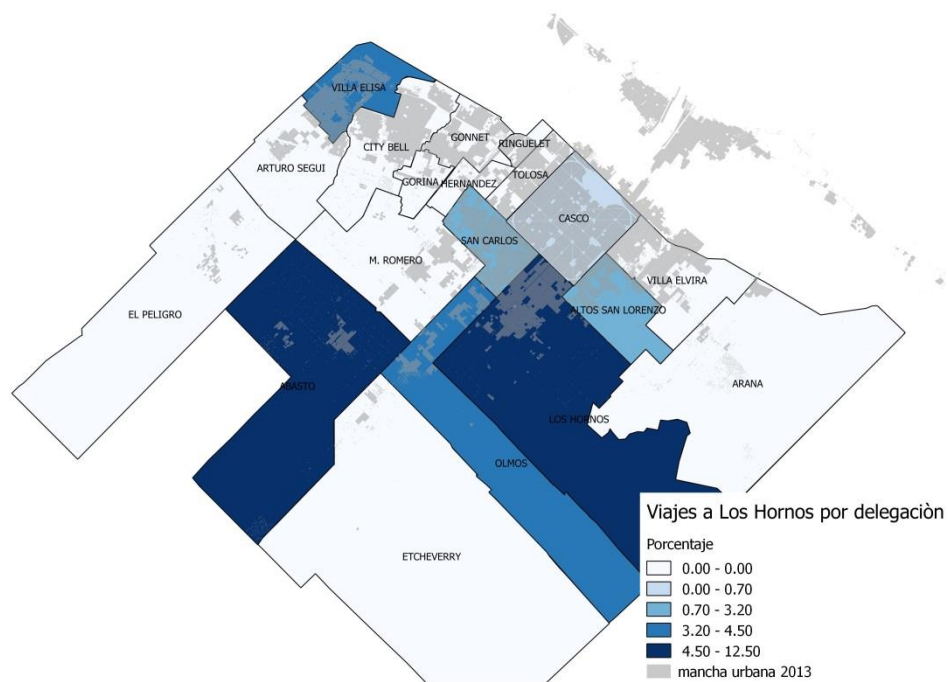 VILLA ELISA
CITY BELL
GONNET
RINGUELET
ARTURO SEGUI
GORINA
HERNANDEZ
TOLOSA
CASCO
SAN CARLOS
M. ROMERO
VILLA ELVIRA
ALTOS SAN LORENZO
EL PELIGRO
ABASTO
ARANA
LOS HORNOS
OLMOS
ETCHEVERRY
Viajes a Los Hornos por delegaciòn
Porcentaje
0.00 - 0.00
0.00 - 0.70
0.70 - 3.20
3.20 - 4.50
4.50 - 12.50
mancha urbana 2013